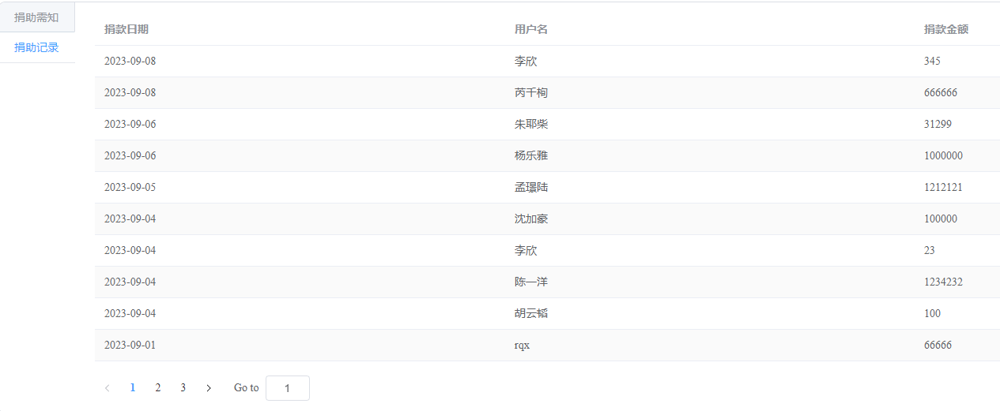 捐助需知
捐助记录
捐款日期 用户名 捐款金额
2023-09-08 李欣 345
2023-09-08 芮千栒 666666
2023-09-06 朱耶柴 31299
2023-09-06 杨乐雅 1000000
2023-09-05 孟璟陆 1212121
2023-09-04 沈加豪 100000
2023-09-04 李欣 23
2023-09-04 陈一洋 1234232
2023-09-04 胡云韬 100
2023-09-01 rqx 66666
1 2 3 Go to 1